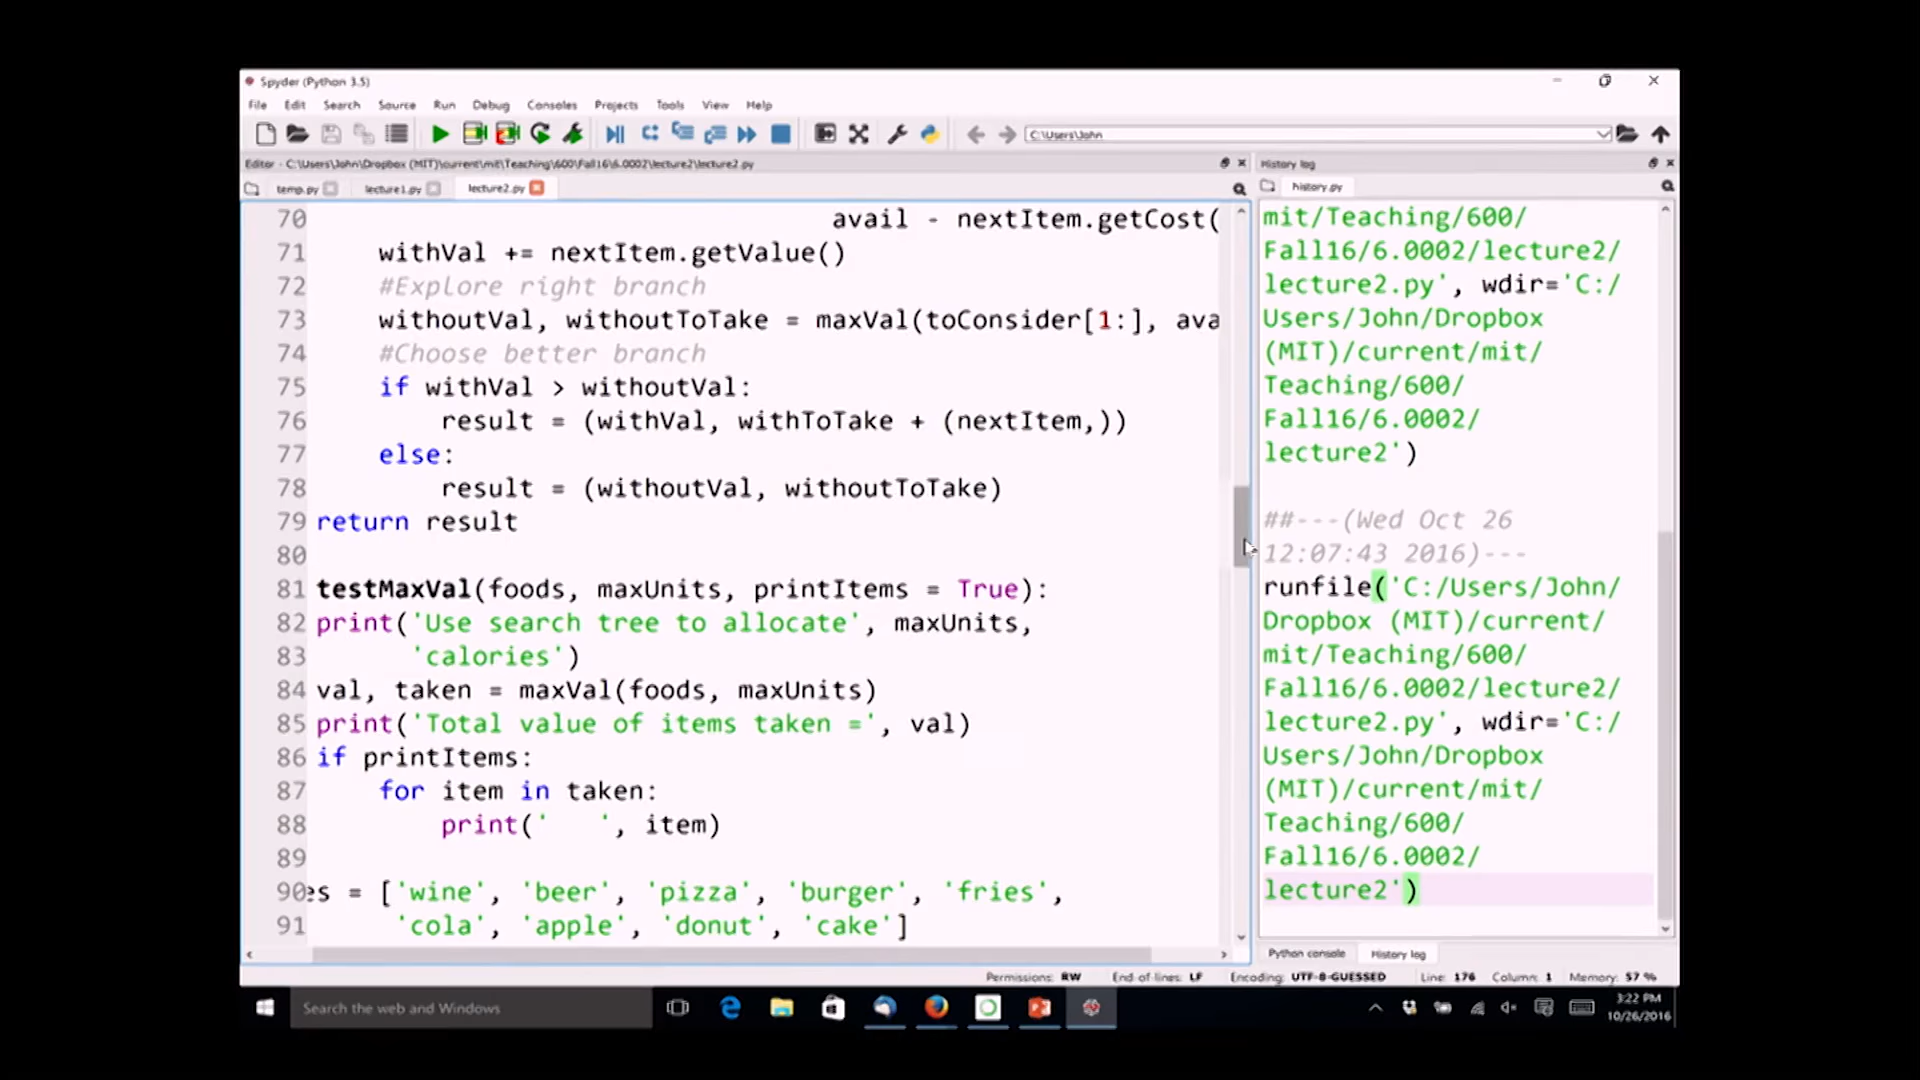 Spyder (Python 3.5)
File Edit Search Source Run Debug Consoles Projects Tools View Help
C:\Users\John
Editor - C:\Users\John\Dropbox (MIT)\current\mit\Teaching\600\Fall16\6.0002\lecture2\lecture2.py
temp.py lecture1.py lecture2.py
70 avail - nextItem.getCost(
71 withVal += nextItem.getValue()
72 #Explore right branch
73 withoutVal, withoutToTake = maxVal(toConsider[1:], ava
74 #Choose better branch
75 if withVal > withoutVal:
76 result = (withVal, withToTake + (nextItem,))
77 else:
78 result = (withoutVal, withoutToTake)
79 return result
80
81 testMaxVal(foods, maxUnits, printItems = True):
82 print('Use search tree to allocate', maxUnits,
83 'calories')
84 val, taken = maxVal(foods, maxUnits)
85 print('Total value of items taken =', val)
86 if printItems:
87 for item in taken:
88 print('   ', item)
89
90 es = ['wine', 'beer', 'pizza', 'burger', 'fries',
91 'cola', 'apple', 'donut', 'cake']
History log
history.py
mit/Teaching/600/
Fall16/6.0002/lecture2/
lecture2.py', wdir='C:/
Users/John/Dropbox
(MIT)/current/mit/
Teaching/600/
Fall16/6.0002/
lecture2')
##---(Wed Oct 26
12:07:43 2016)---
runfile('C:/Users/John/
Dropbox (MIT)/current/
mit/Teaching/600/
Fall16/6.0002/lecture2/
lecture2.py', wdir='C:/
Users/John/Dropbox
(MIT)/current/mit/
Teaching/600/
Fall16/6.0002/
lecture2')
Python console History log
Permissions: RW End-of-lines: LF Encoding: UTF-8-GUESSED Line: 176 Column: 1 Memory: 57 %
Search the web and Windows
3:22 PM
10/26/2016